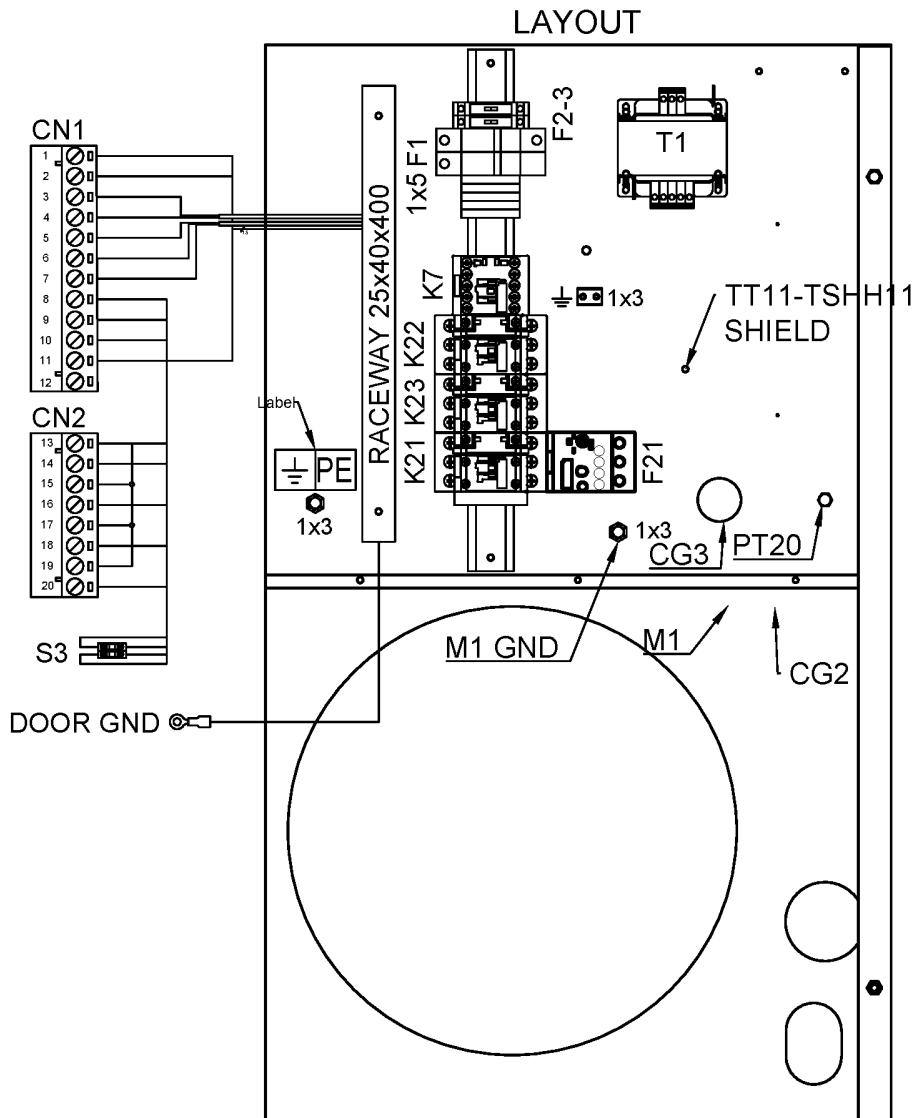 LAYOUT
CN1
1
2
3
4
5
6
7
8
9
10
11
12
CN2
13
14
15
16
17
18
19
20
S3
DOOR GND
Label
PE
1x3
RACEWAY 25x40x400
1x5 F1
F2-3
T1
K7
K22
K23
K21
1x3
TT11-TSHH11
SHIELD
F21
1x3
CG3
PT20
M1 GND
M1
CG2